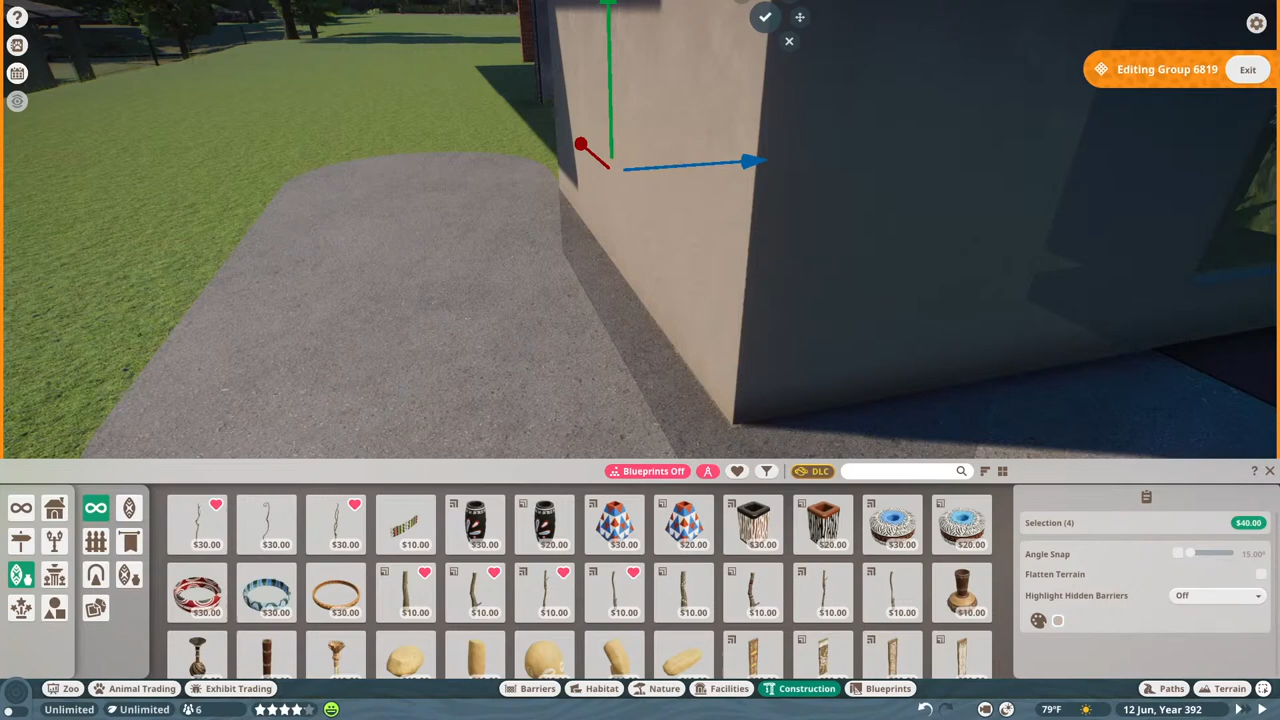 Editing Group 6819 Exit
Blueprints Off DLC
$30.00 $30.00 $30.00 $10.00 $30.00 $20.00 $30.00 $20.00 $30.00 $20.00 $30.00 $20.00
$30.00 $30.00 $30.00 $10.00 $10.00 $10.00 $10.00 $10.00 $10.00 $10.00 $10.00 $10.00
Selection (4) $40.00
Angle Snap 15.00°
Flatten Terrain
Highlight Hidden Barriers Off
Zoo Animal Trading Exhibit Trading Barriers Habitat Nature Facilities Construction Blueprints Paths Terrain
Unlimited Unlimited 6 79°F 12 Jun, Year 392